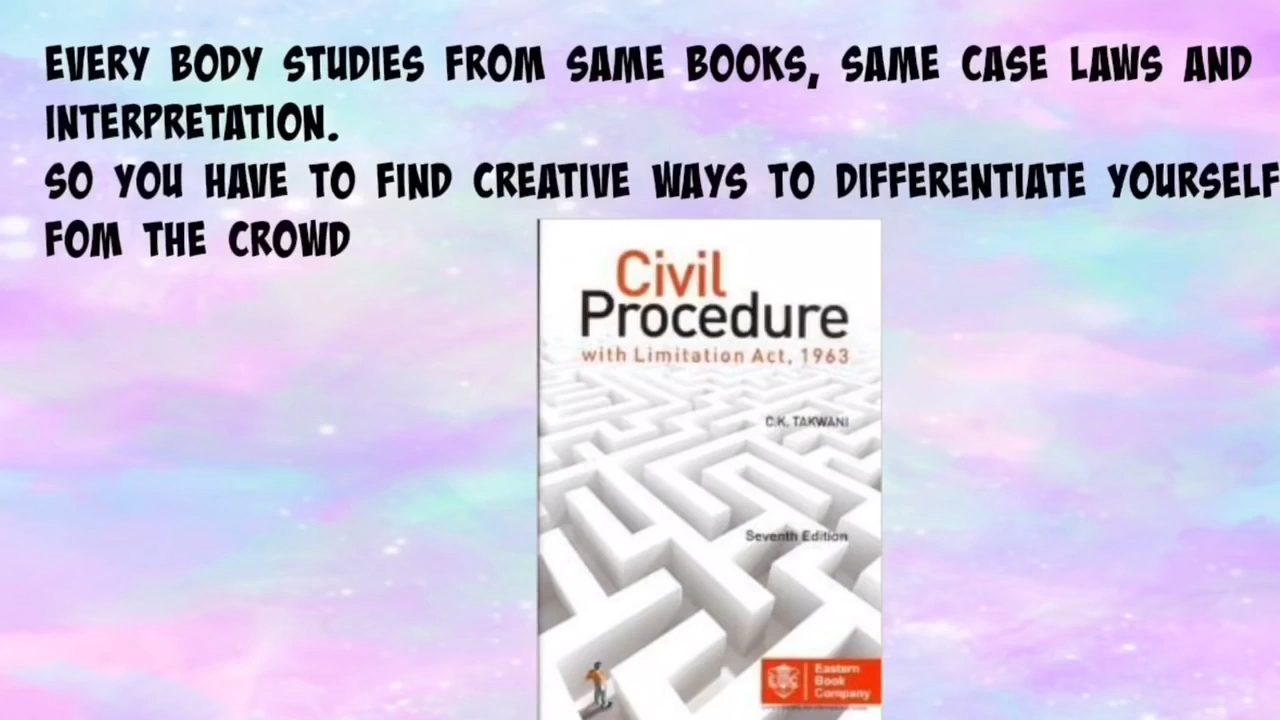 EVERY BODY STUDIES FROM SAME BOOKS, SAME CASE LAWS AND
INTERPRETATION.
SO YOU HAVE TO FIND CREATIVE WAYS TO DIFFERENTIATE YOURSELF
FOM THE CROWD
Civil
Procedure
with Limitation Act, 1963
C.K. TAKWANI
Seventh Edition
EBC
Eastern
Book
Company